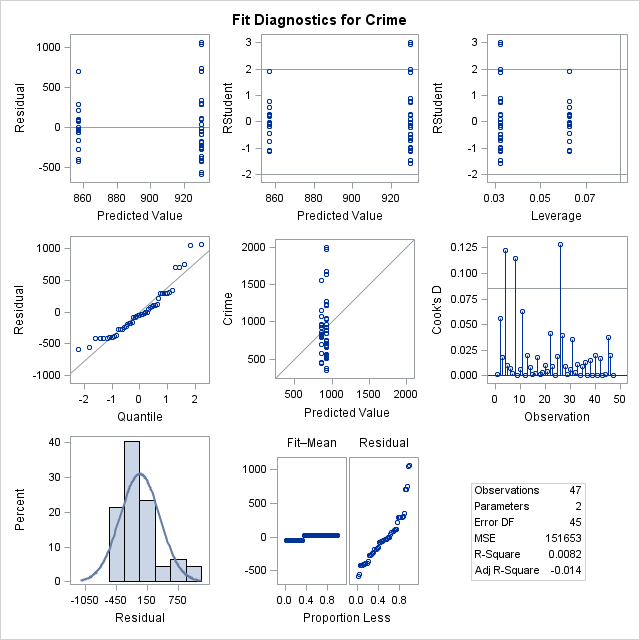 Fit Diagnostics for Crime
1000
500
0
-500
Residual
860 880 900 920
Predicted Value
3
2
1
0
-1
-2
RStudent
860 880 900 920
Predicted Value
3
2
1
0
-1
-2
RStudent
0.03 0.05 0.07
Leverage
1000
500
0
-500
-1000
Residual
-2 -1 0 1 2
Quantile
2000
1500
1000
500
Crime
500 1000 1500 2000
Predicted Value
0.125
0.100
0.075
0.050
0.025
0.000
Cook's D
0 10 20 30 40 50
Observation
40
30
20
10
0
Percent
-1050 -450 150 750
Residual
Fit–Mean Residual
1000
500
0
-500
0.0 0.4 0.8 0.0 0.4 0.8
Proportion Less
Observations 47
Parameters 2
Error DF 45
MSE 151653
R-Square 0.0082
Adj R-Square -0.014